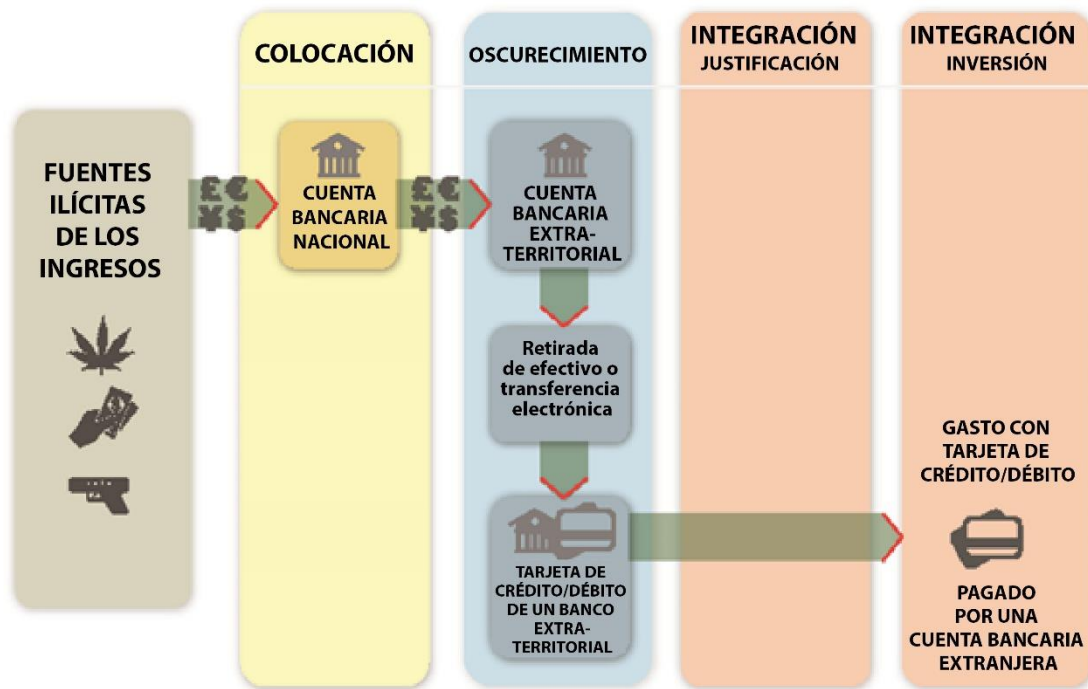 COLOCACIÓN
OSCURECIMIENTO
INTEGRACIÓN
JUSTIFICACIÓN
INTEGRACIÓN
INVERSIÓN
FUENTES
ILÍCITAS
DE LOS
INGRESOS
£€
¥$
CUENTA
BANCARIA
NACIONAL
£€
¥$
CUENTA
BANCARIA
EXTRA-
TERRITORIAL
Retirada
de efectivo o
transferencia
electrónica
TARJETA DE
CRÉDITO/DÉBITO
DE UN BANCO
EXTRA-
TERRITORIAL
GASTO CON
TARJETA DE
CRÉDITO/DÉBITO
PAGADO
POR UNA
CUENTA BANCARIA
EXTRANJERA